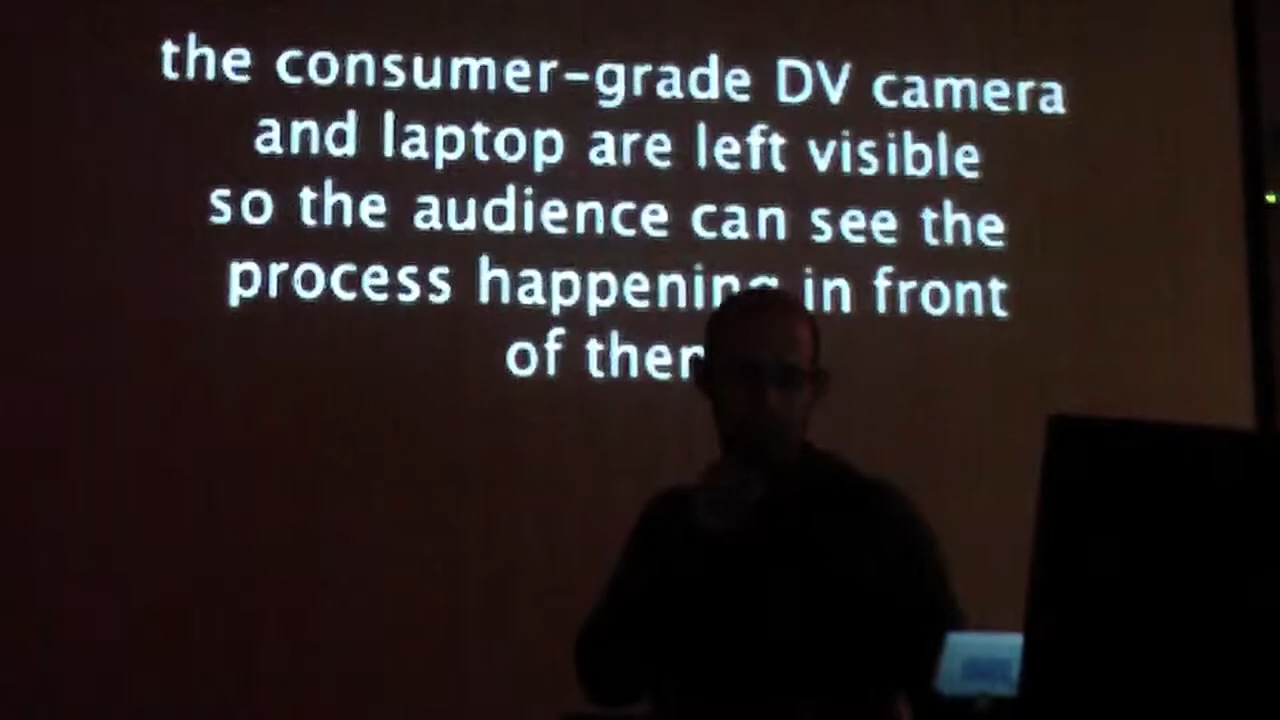 the consumer-grade DV camera
and laptop are left visible
so the audience can see the
process happening in front
of them